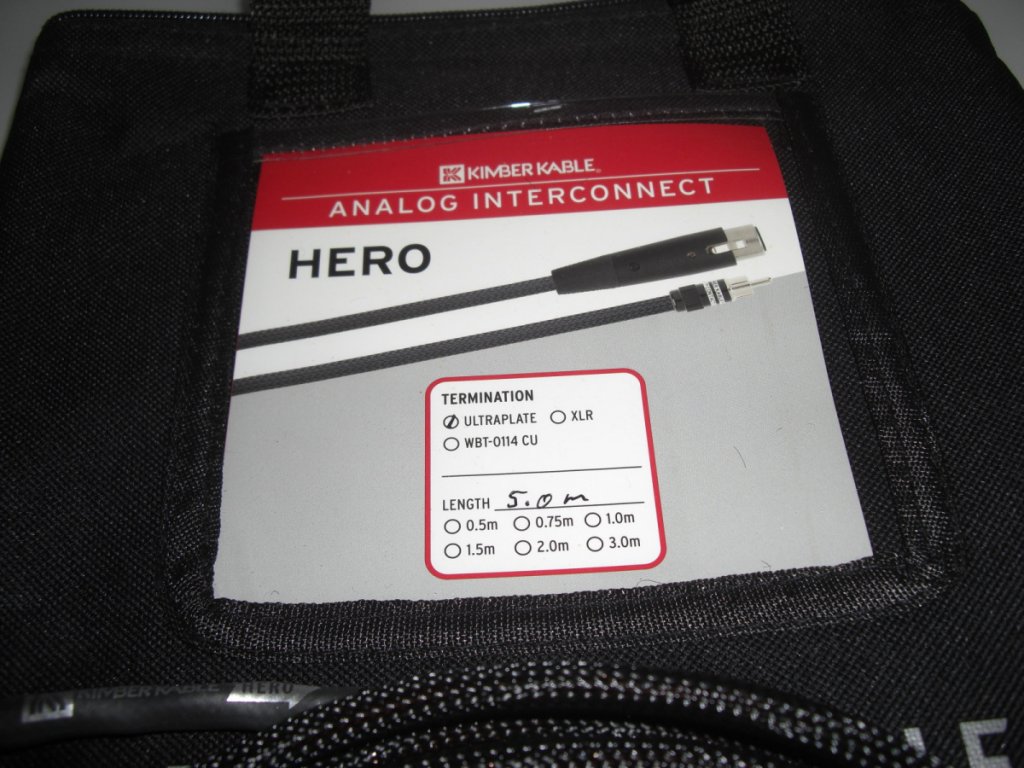 KIMBER KABLE®
ANALOG INTERCONNECT
HERO
TERMINATION
ULTRAPLATE XLR
WBT-0114 CU
LENGTH 5.0 m
0.5m 0.75m 1.0m
1.5m 2.0m 3.0m
KIMBER KABLE HERO